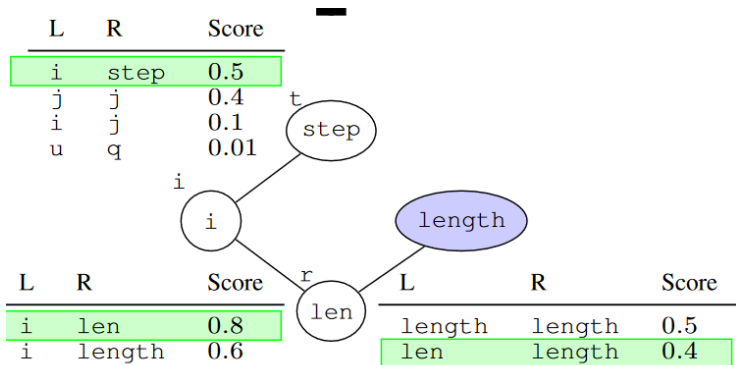 L R Score
i step 0.5
j j 0.4
i j 0.1
u q 0.01
t
step
i
i
length
r
len
L R Score
i len 0.8
i length 0.6
L R Score
length length 0.5
len length 0.4